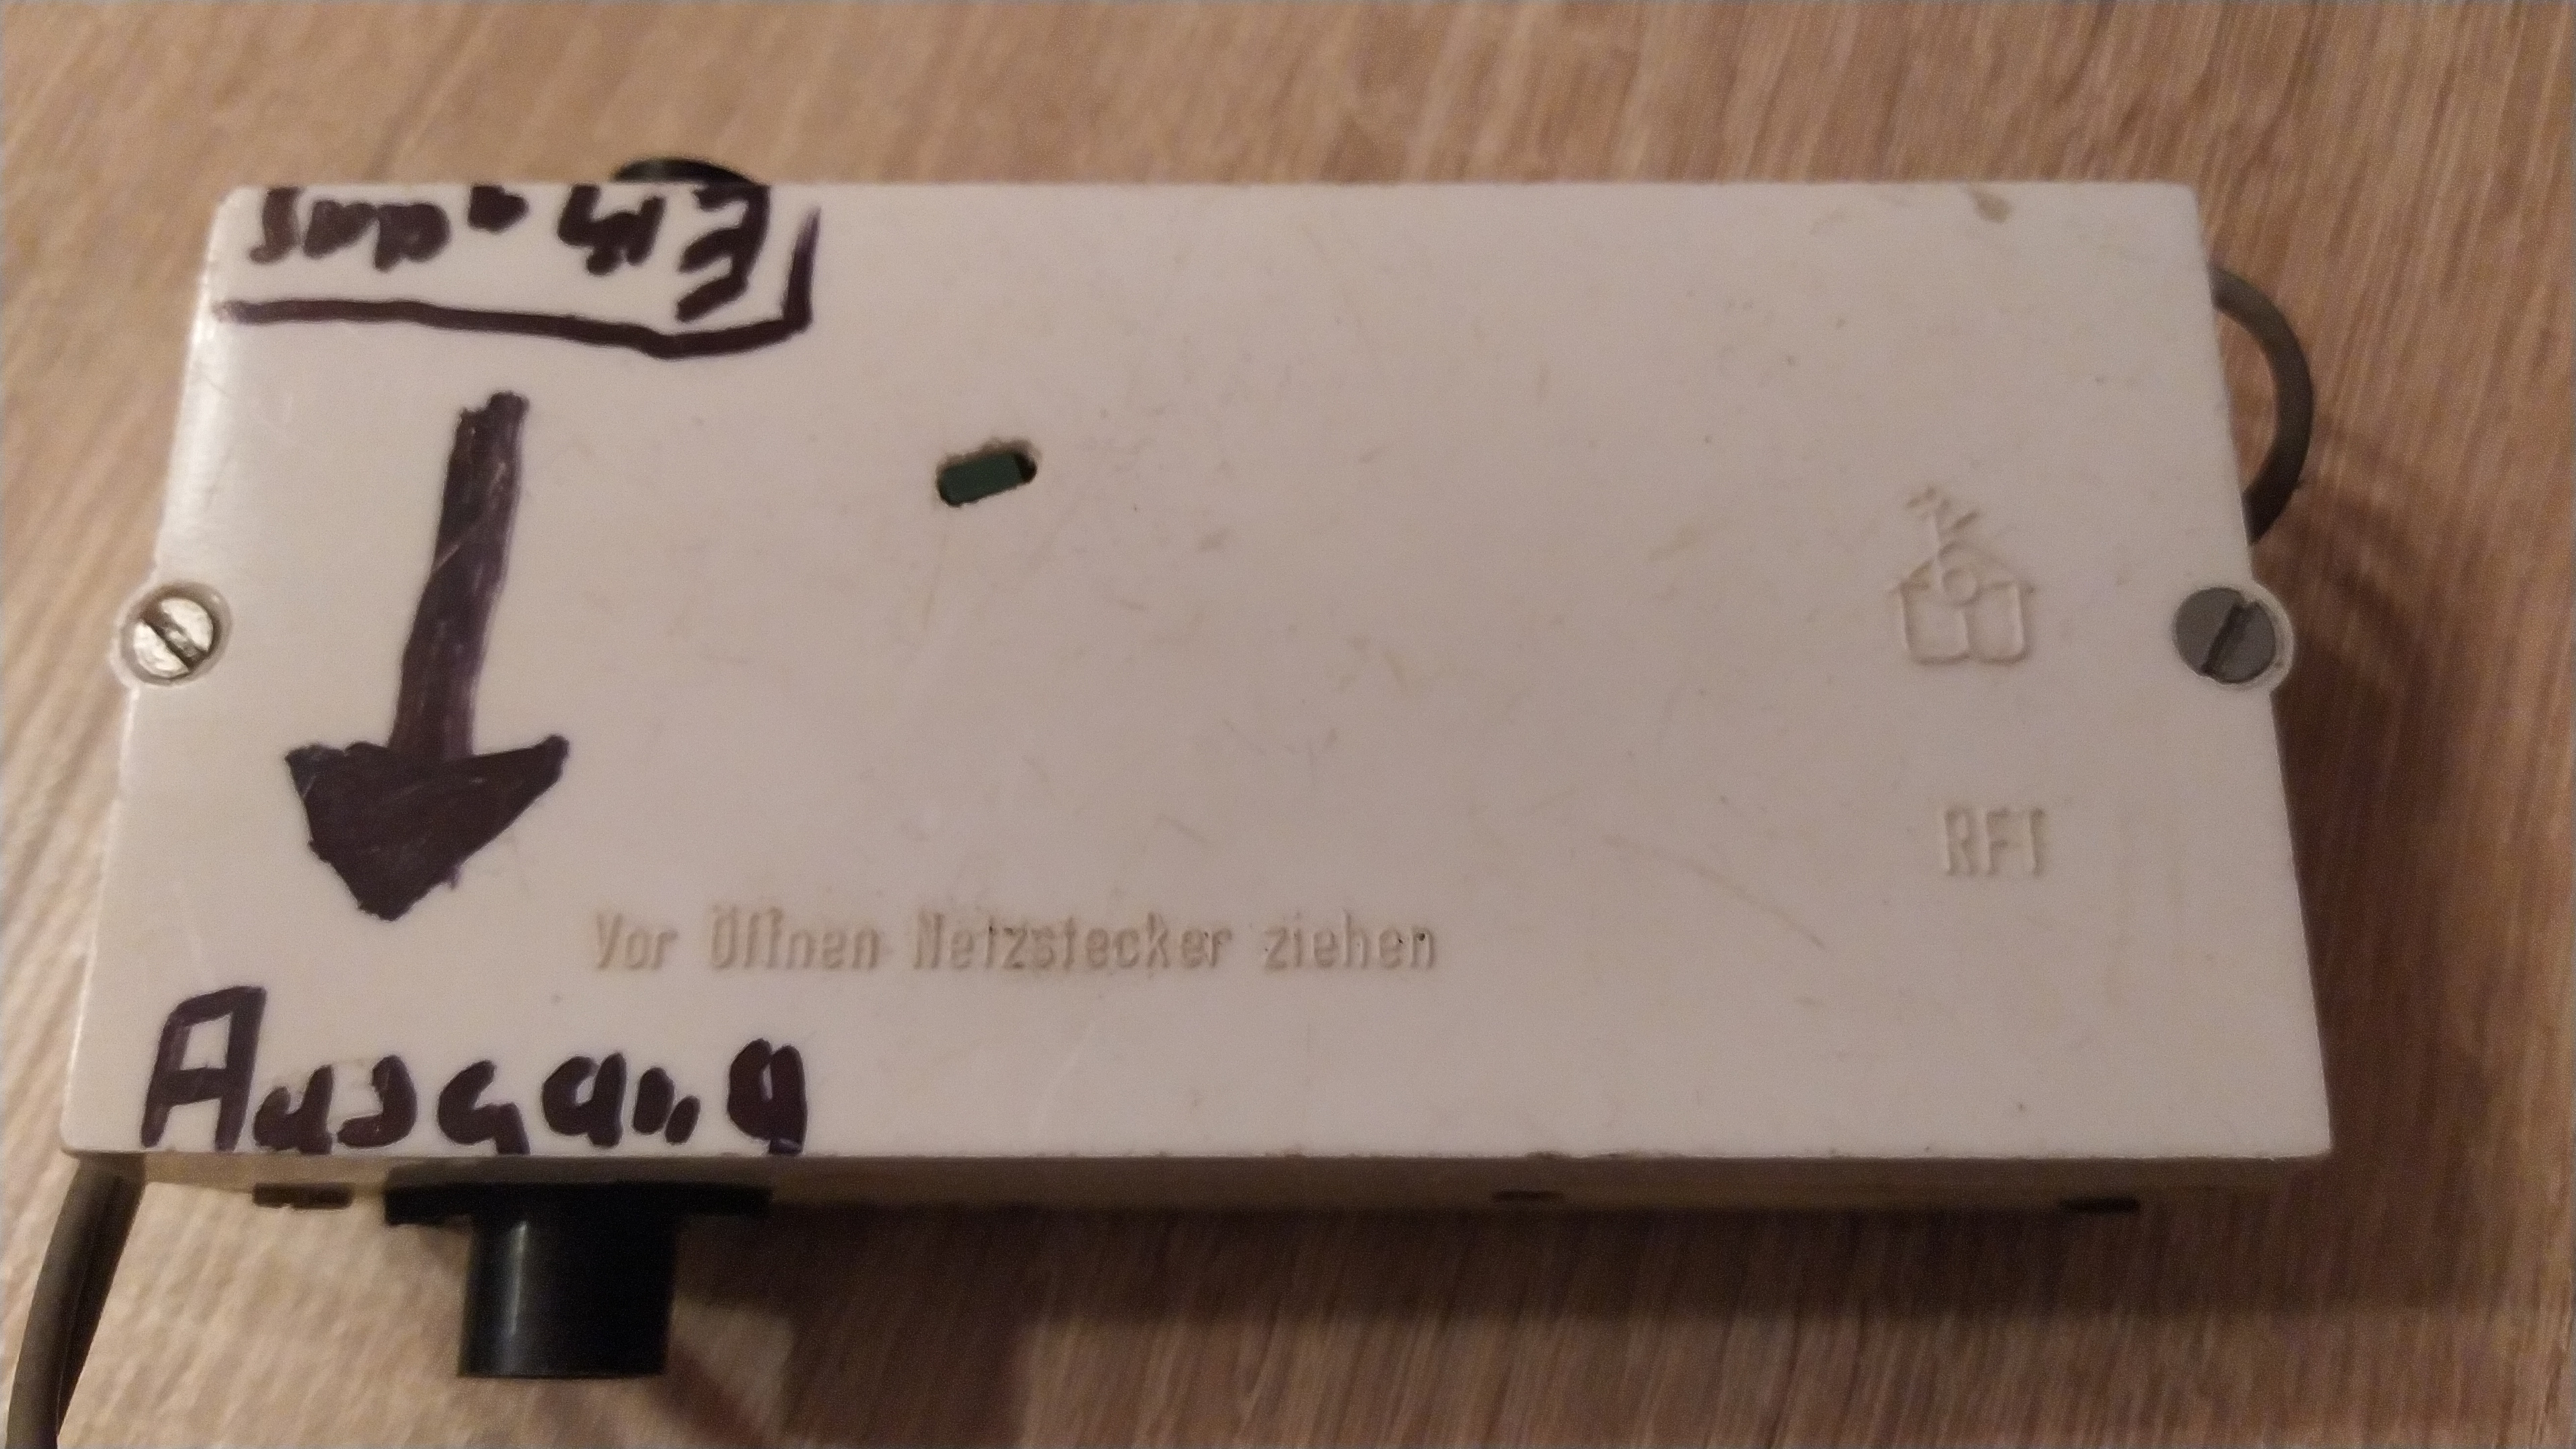 Eingang
RFT
Vor Öffnen Netzstecker ziehen
Ausgang